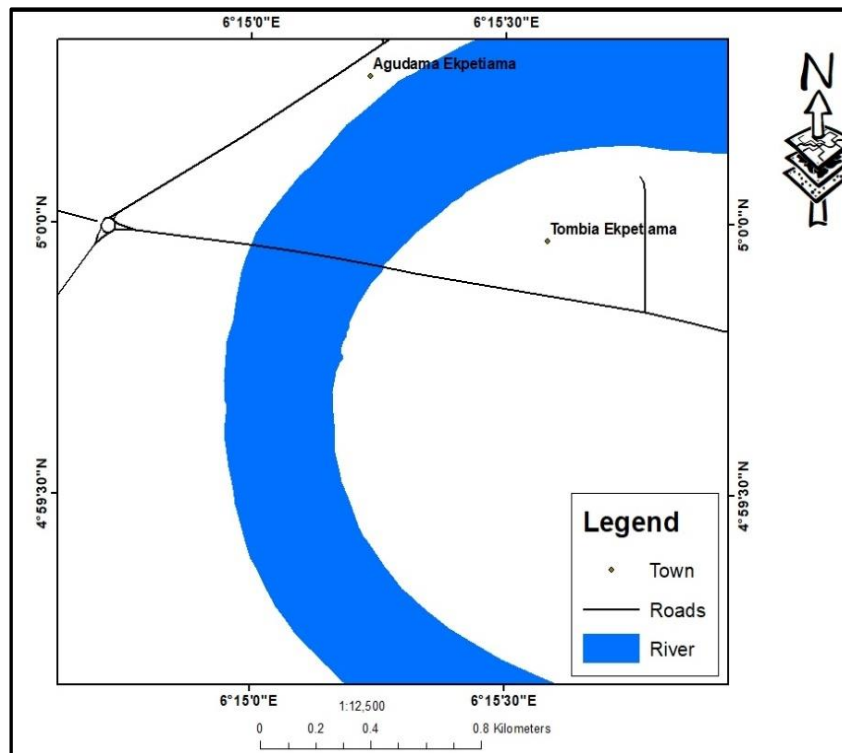 6°15'0"E 6°15'30"E
N
Agudama Ekpetiama
5°0'0"N 5°0'0"N
Tombia Ekpetiama
4°59'30"N 4°59'30"N
Legend
Town
Roads
River
6°15'0"E 6°15'30"E
1:12,500
0 0.2 0.4 0.8 Kilometers